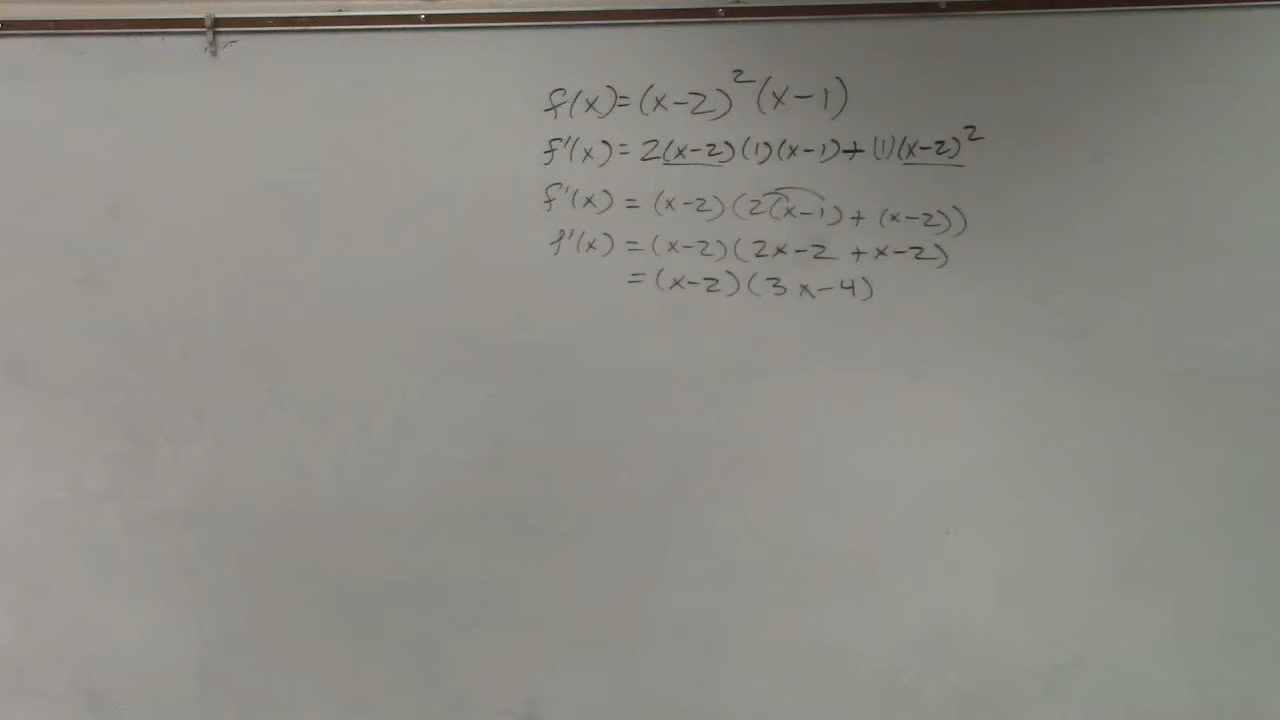 f(x)=(x-2)²(x-1)
f'(x)=2(x-2)(1)(x-1)+(1)(x-2)²
f'(x)=(x-2)(2(x-1)+(x-2))
f'(x)=(x-2)(2x-2+x-2)
=(x-2)(3x-4)